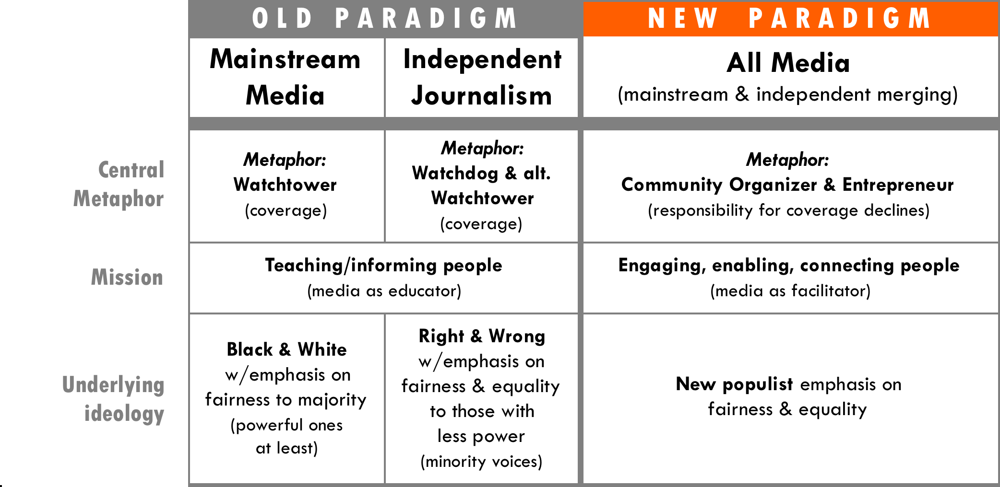 OLD PARADIGM
NEW PARADIGM
Mainstream
Media
Independent
Journalism
All Media
(mainstream & independent merging)
Central
Metaphor
Metaphor:
Watchtower
(coverage)
Metaphor:
Watchdog & alt.
Watchtower
(coverage)
Metaphor:
Community Organizer & Entrepreneur
(responsibility for coverage declines)
Mission
Teaching/informing people
(media as educator)
Engaging, enabling, connecting people
(media as facilitator)
Underlying
ideology
Black & White
w/emphasis on
fairness to majority
(powerful ones
at least)
Right & Wrong
w/emphasis on
fairness & equality
to those with
less power
(minority voices)
New populist emphasis on
fairness & equality